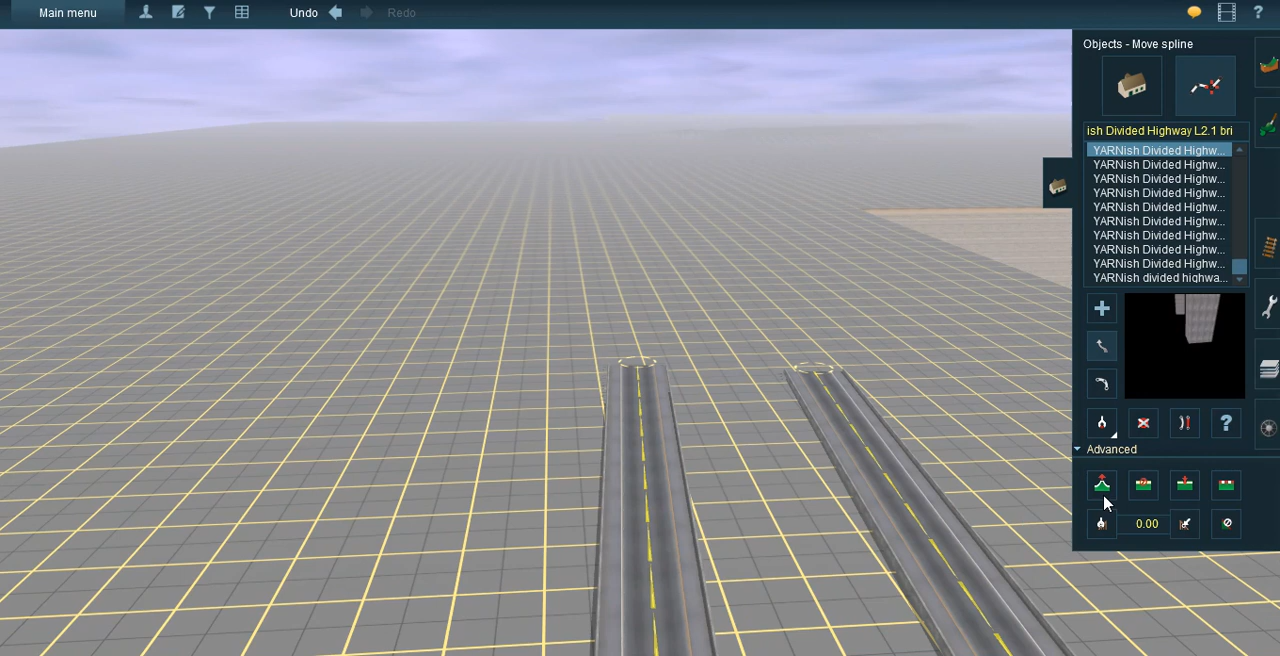 Main menu
Undo
Redo
?
Objects - Move spline
ish Divided Highway L2.1 bri
YARNish Divided Highw...
YARNish Divided Highw...
YARNish Divided Highw...
YARNish Divided Highw...
YARNish Divided Highw...
YARNish Divided Highw...
YARNish Divided Highw...
YARNish Divided Highw...
YARNish Divided Highw...
YARNish divided highwa...
?
Advanced
0.00